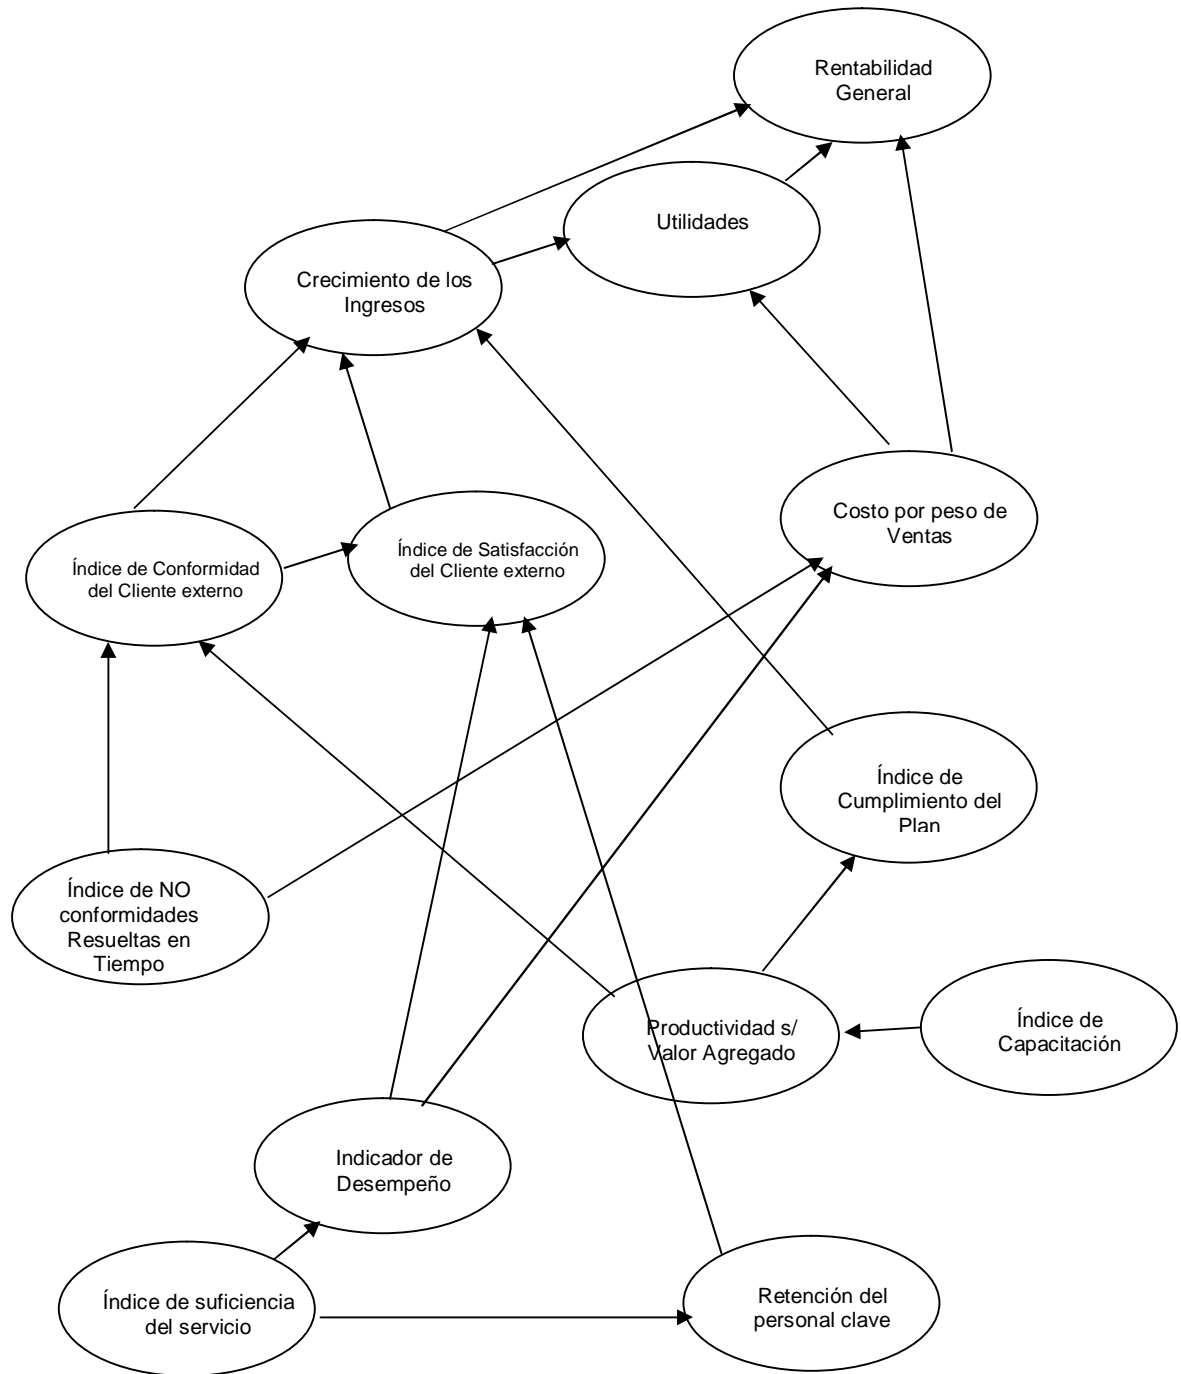 Rentabilidad
General
Utilidades
Crecimiento de los
Ingresos
Costo por peso de
Ventas
Índice de Conformidad
del Cliente externo
Índice de Satisfacción
del Cliente externo
Índice de
Cumplimiento del
Plan
Índice de NO
conformidades
Resueltas en
Tiempo
Productividad s/
Valor Agregado
Índice de
Capacitación
Indicador de
Desempeño
Índice de suficiencia
del servicio
Retención del
personal clave